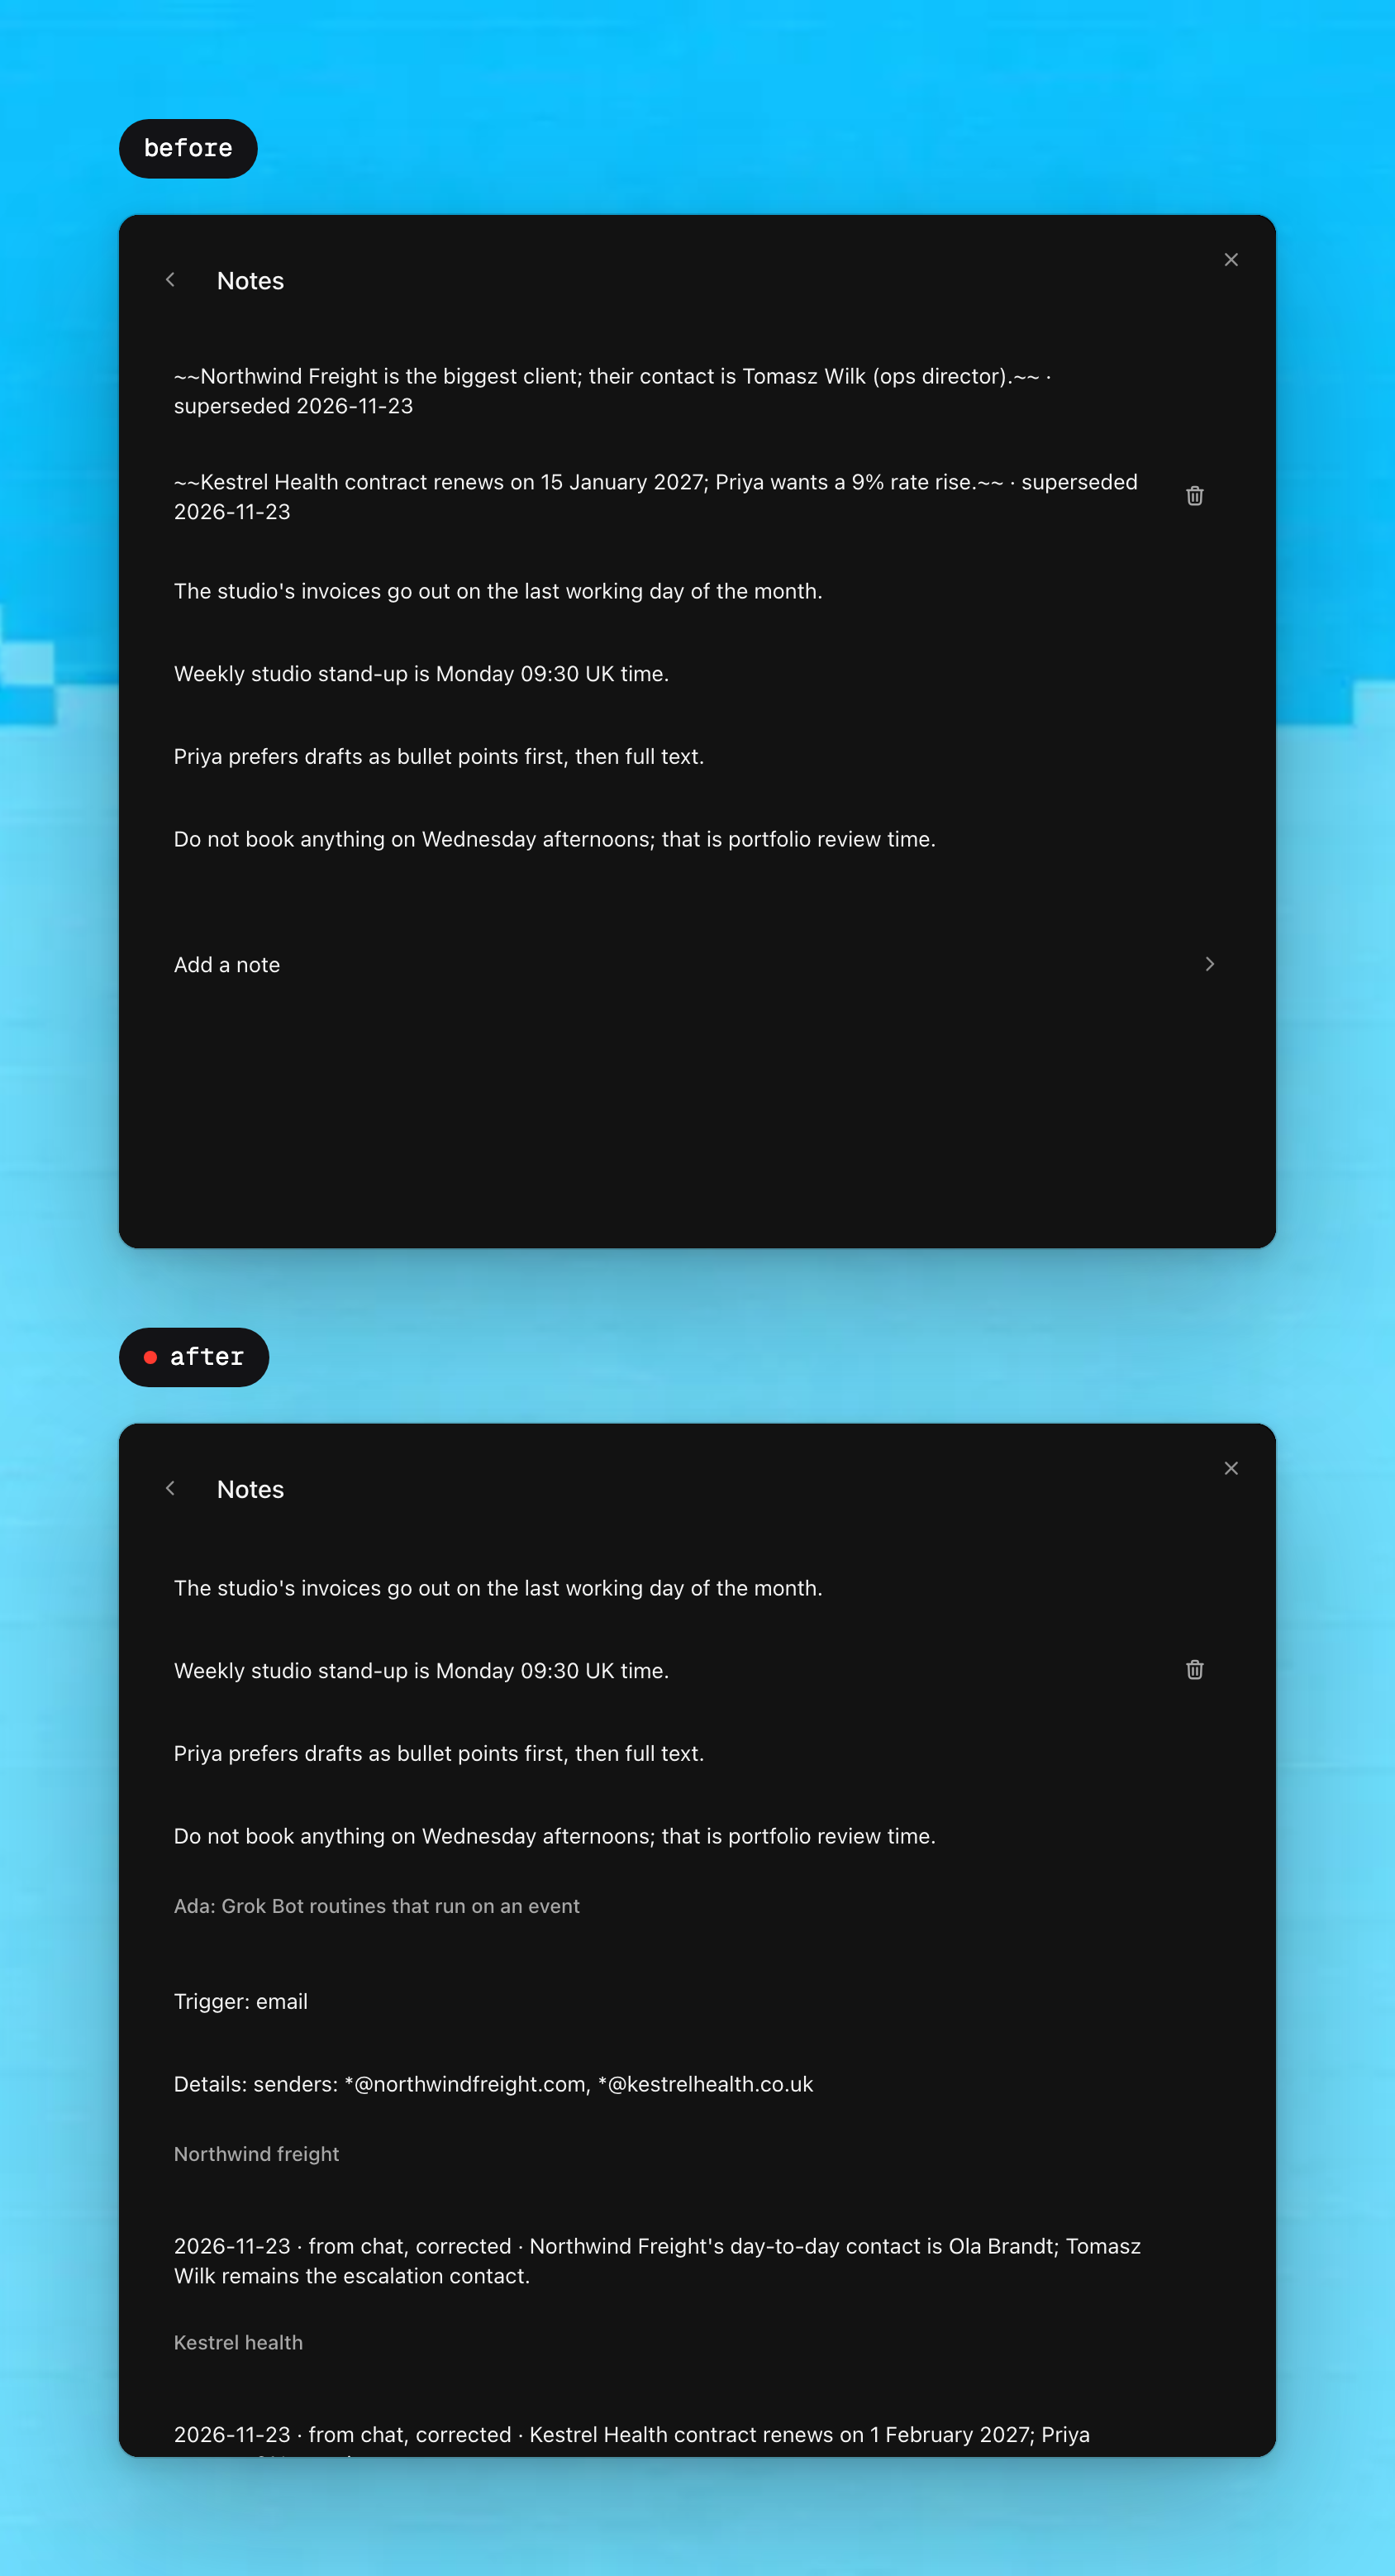 before
Notes
~~Northwind Freight is the biggest client; their contact is Tomasz Wilk (ops director).~~ ·
superseded 2026-11-23
~~Kestrel Health contract renews on 15 January 2027; Priya wants a 9% rate rise.~~ · superseded
2026-11-23
The studio's invoices go out on the last working day of the month.
Weekly studio stand-up is Monday 09:30 UK time.
Priya prefers drafts as bullet points first, then full text.
Do not book anything on Wednesday afternoons; that is portfolio review time.
Add a note
after
Notes
The studio's invoices go out on the last working day of the month.
Weekly studio stand-up is Monday 09:30 UK time.
Priya prefers drafts as bullet points first, then full text.
Do not book anything on Wednesday afternoons; that is portfolio review time.
Ada: Grok Bot routines that run on an event
Trigger: email
Details: senders: *@northwindfreight.com, *@kestrelhealth.co.uk
Northwind freight
2026-11-23 · from chat, corrected · Northwind Freight's day-to-day contact is Ola Brandt; Tomasz
Wilk remains the escalation contact.
Kestrel health
2026-11-23 · from chat, corrected · Kestrel Health contract renews on 1 February 2027; Priya